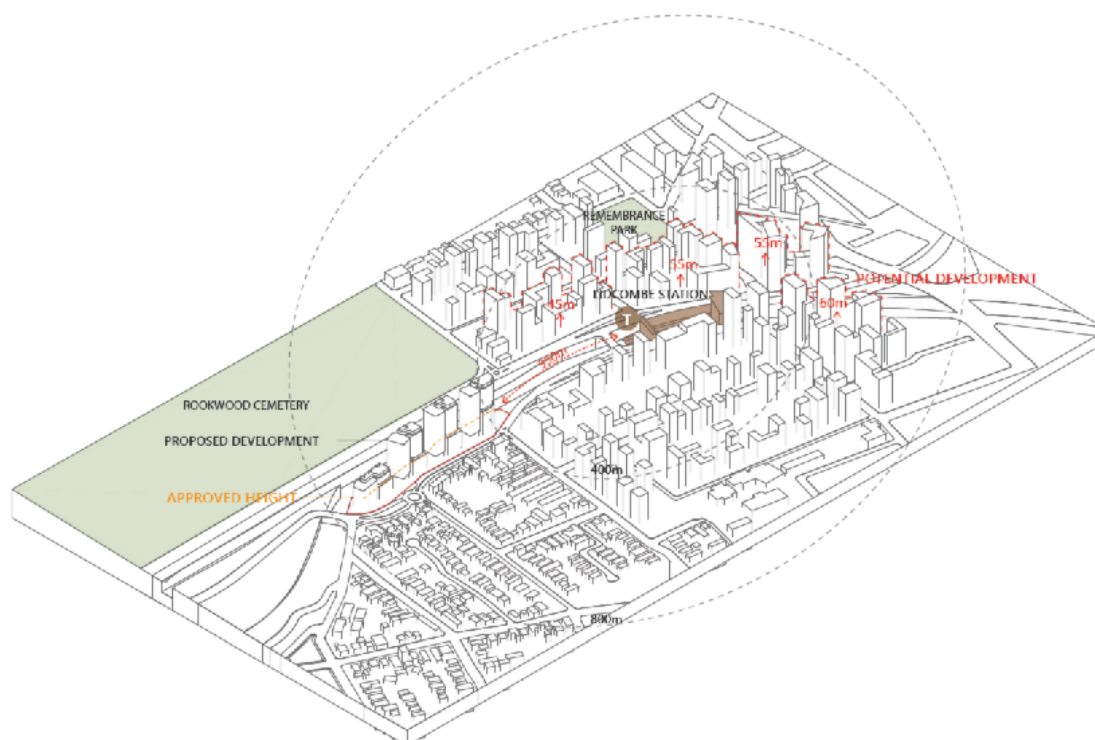 REMEMBRANCE
PARK
55m
55m
POTENTIAL DEVELOPMENT
LIDCOMBE STATION
45m
60m
T
ROOKWOOD CEMETERY
PROPOSED DEVELOPMENT
400m
APPROVED HEIGHT
800m